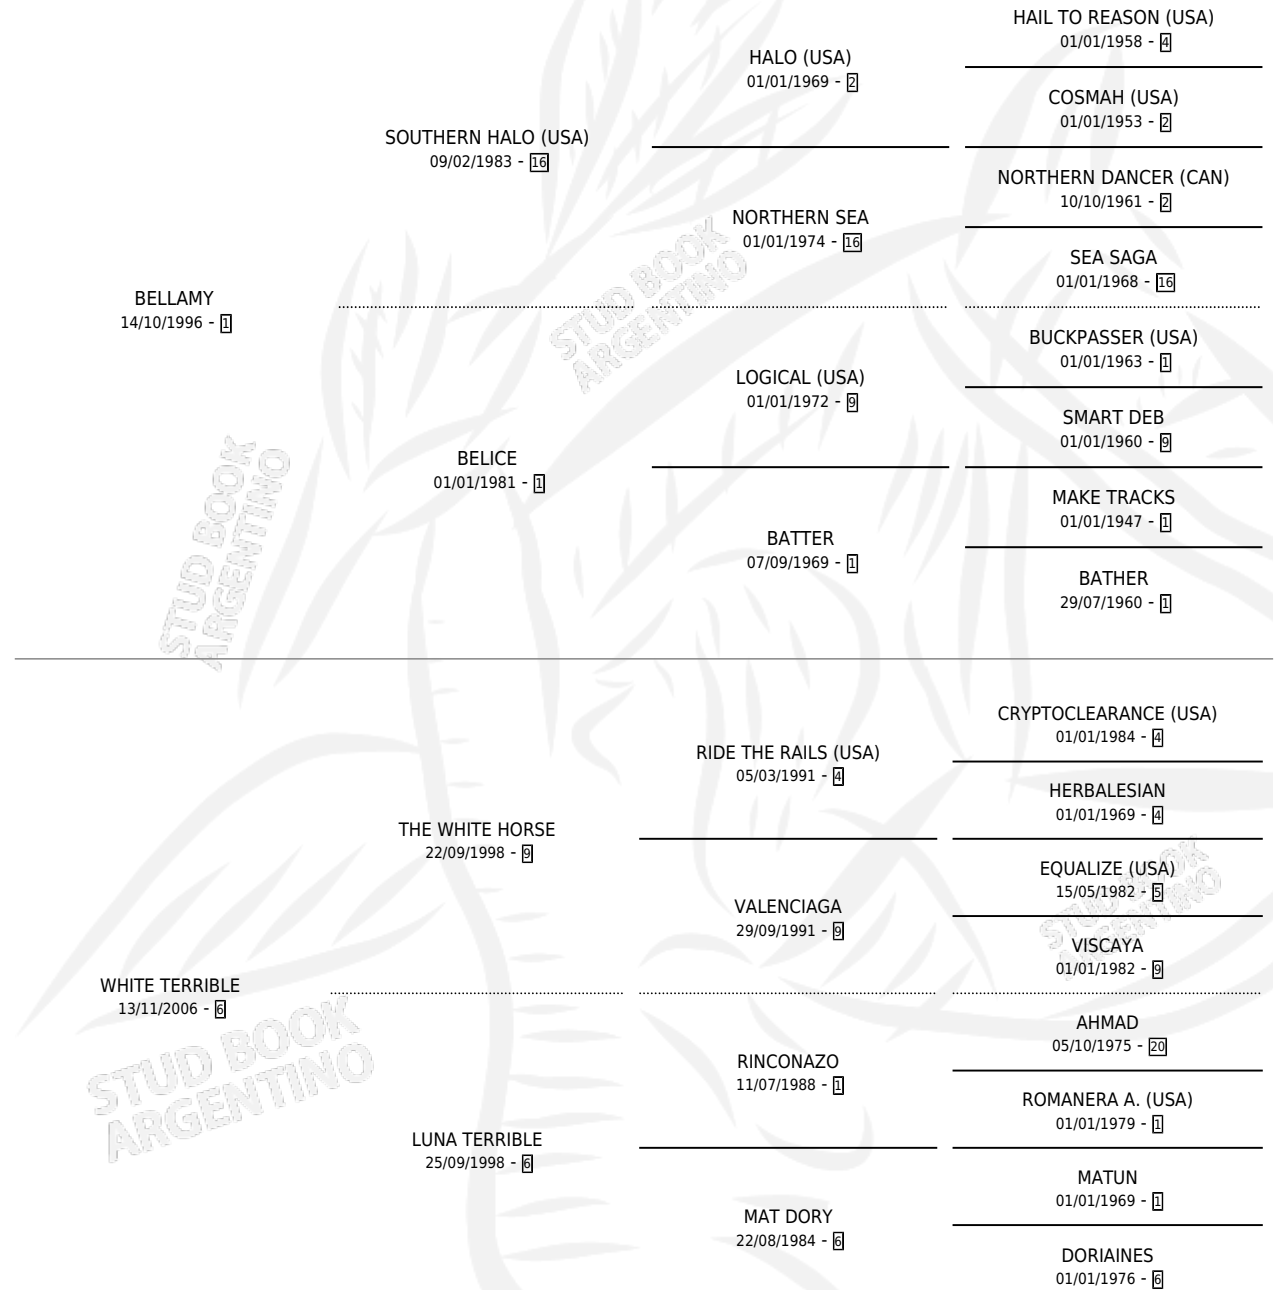 BELLAMY
14/10/1996 - 1
SOUTHERN HALO (USA)
09/02/1983 - 16
HALO (USA)
01/01/1969 - 2
HAIL TO REASON (USA)
01/01/1958 - 4
COSMAH (USA)
01/01/1953 - 2
NORTHERN SEA
01/01/1974 - 16
NORTHERN DANCER (CAN)
10/10/1961 - 2
SEA SAGA
01/01/1968 - 16
BELICE
01/01/1981 - 1
LOGICAL (USA)
01/01/1972 - 9
BUCKPASSER (USA)
01/01/1963 - 1
SMART DEB
01/01/1960 - 9
BATTER
07/09/1969 - 1
MAKE TRACKS
01/01/1947 - 1
BATHER
29/07/1960 - 1
WHITE TERRIBLE
13/11/2006 - 6
THE WHITE HORSE
22/09/1998 - 9
RIDE THE RAILS (USA)
05/03/1991 - 4
CRYPTOCLEARANCE (USA)
01/01/1984 - 4
HERBALESIAN
01/01/1969 - 4
VALENCIAGA
29/09/1991 - 9
EQUALIZE (USA)
15/05/1982 - 5
VISCAYA
01/01/1982 - 9
LUNA TERRIBLE
25/09/1998 - 6
RINCONAZO
11/07/1988 - 1
AHMAD
05/10/1975 - 20
ROMANERA A. (USA)
01/01/1979 - 1
MAT DORY
22/08/1984 - 6
MATUN
01/01/1969 - 1
DORIAINES
01/01/1976 - 6
STUD BOOK
ARGENTINO
STUD BOOK
ARGENTINO
STUD BOOK
ARGENTINO
STUD BOOK
ARGENTINO